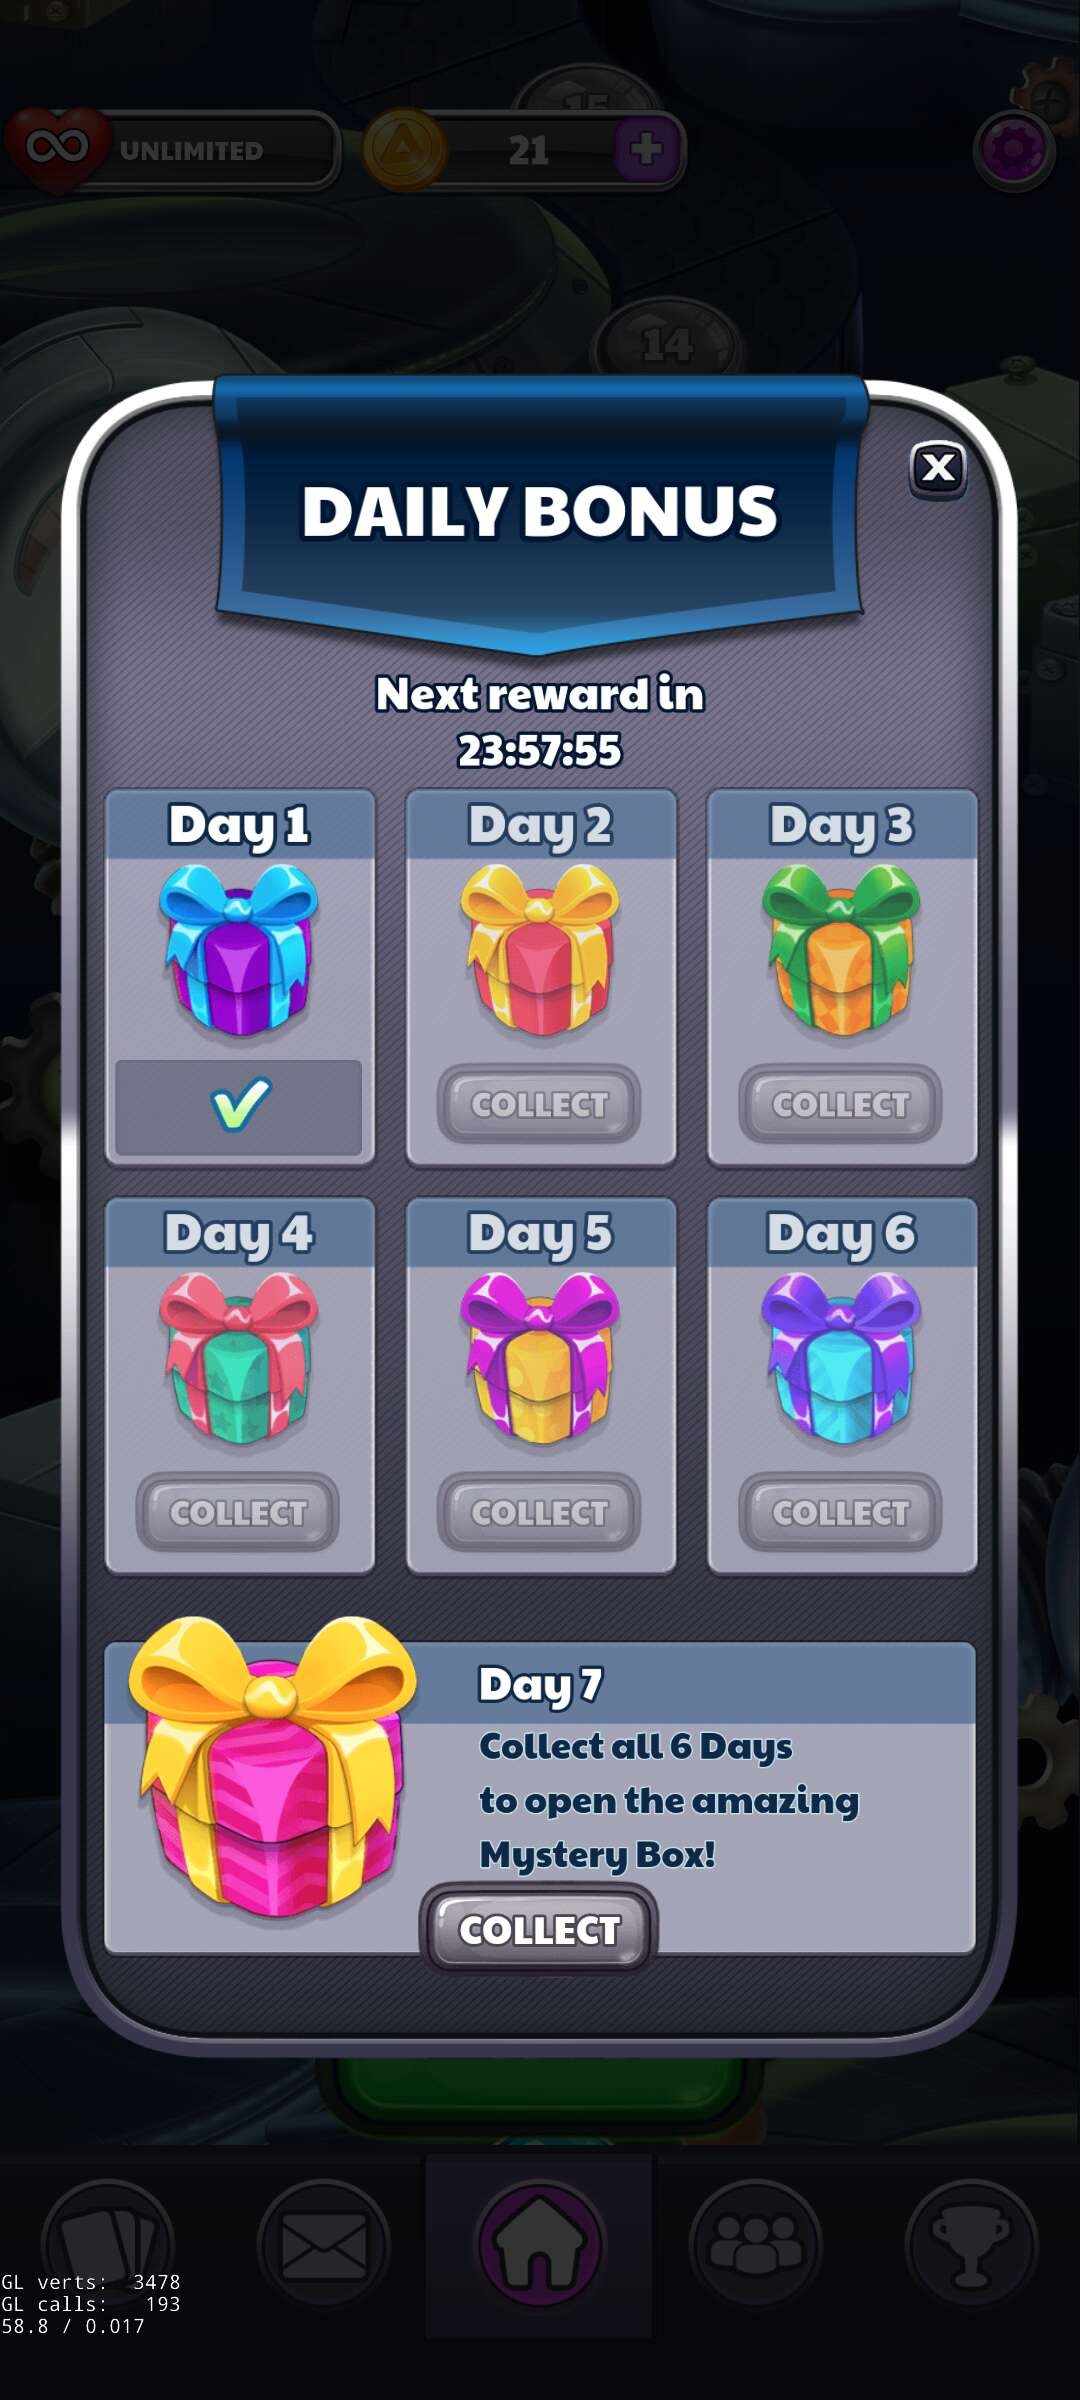 15
UNLIMITED
21
14
X
DAILY BONUS
Next reward in
23:57:55
Day 1
Day 2
Day 3
COLLECT
COLLECT
Day 4
Day 5
Day 6
COLLECT
COLLECT
COLLECT
Day 7
Collect all 6 Days
to open the amazing
Mystery Box!
COLLECT
GL verts: 3478
GL calls: 193
58.8 / 0.017